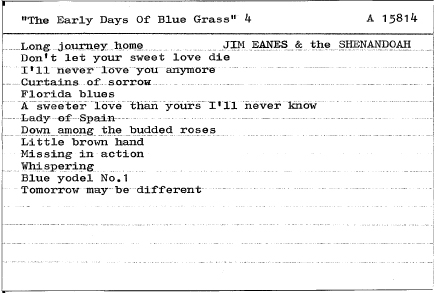 "The Early Days Of Blue Grass" 4 A 15814
Long journey home JIM EANES & the SHENANDOAH
Don't let your sweet love die
I'll never love you anymore
Curtains of sorrow
Florida blues
A sweeter love than yours I'll never know
Lady of Spain
Down among the budded roses
Little brown hand
Missing in action
Whispering
Blue yodel No.1
Tomorrow may be different